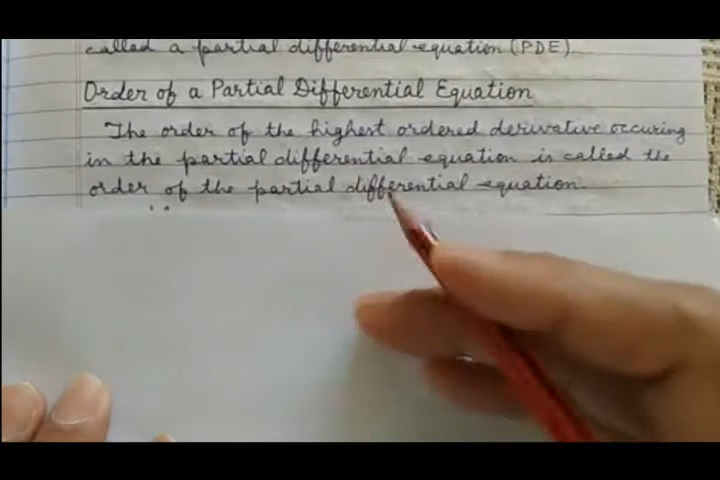 called a partial differential equation (PDE).
Order of a Partial Differential Equation
The order of the highest ordered derivative occuring
in the partial differential equation is called the
order of the partial differential equation.